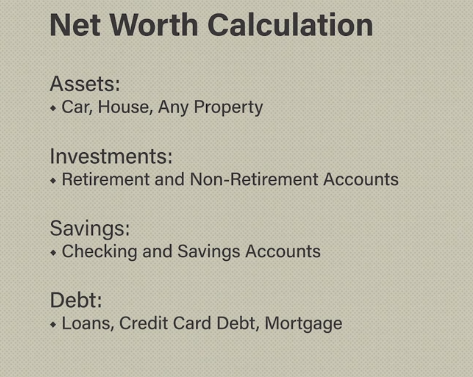 Net Worth Calculation
Assets:
• Car, House, Any Property
Investments:
• Retirement and Non-Retirement Accounts
Savings:
• Checking and Savings Accounts
Debt:
• Loans, Credit Card Debt, Mortgage